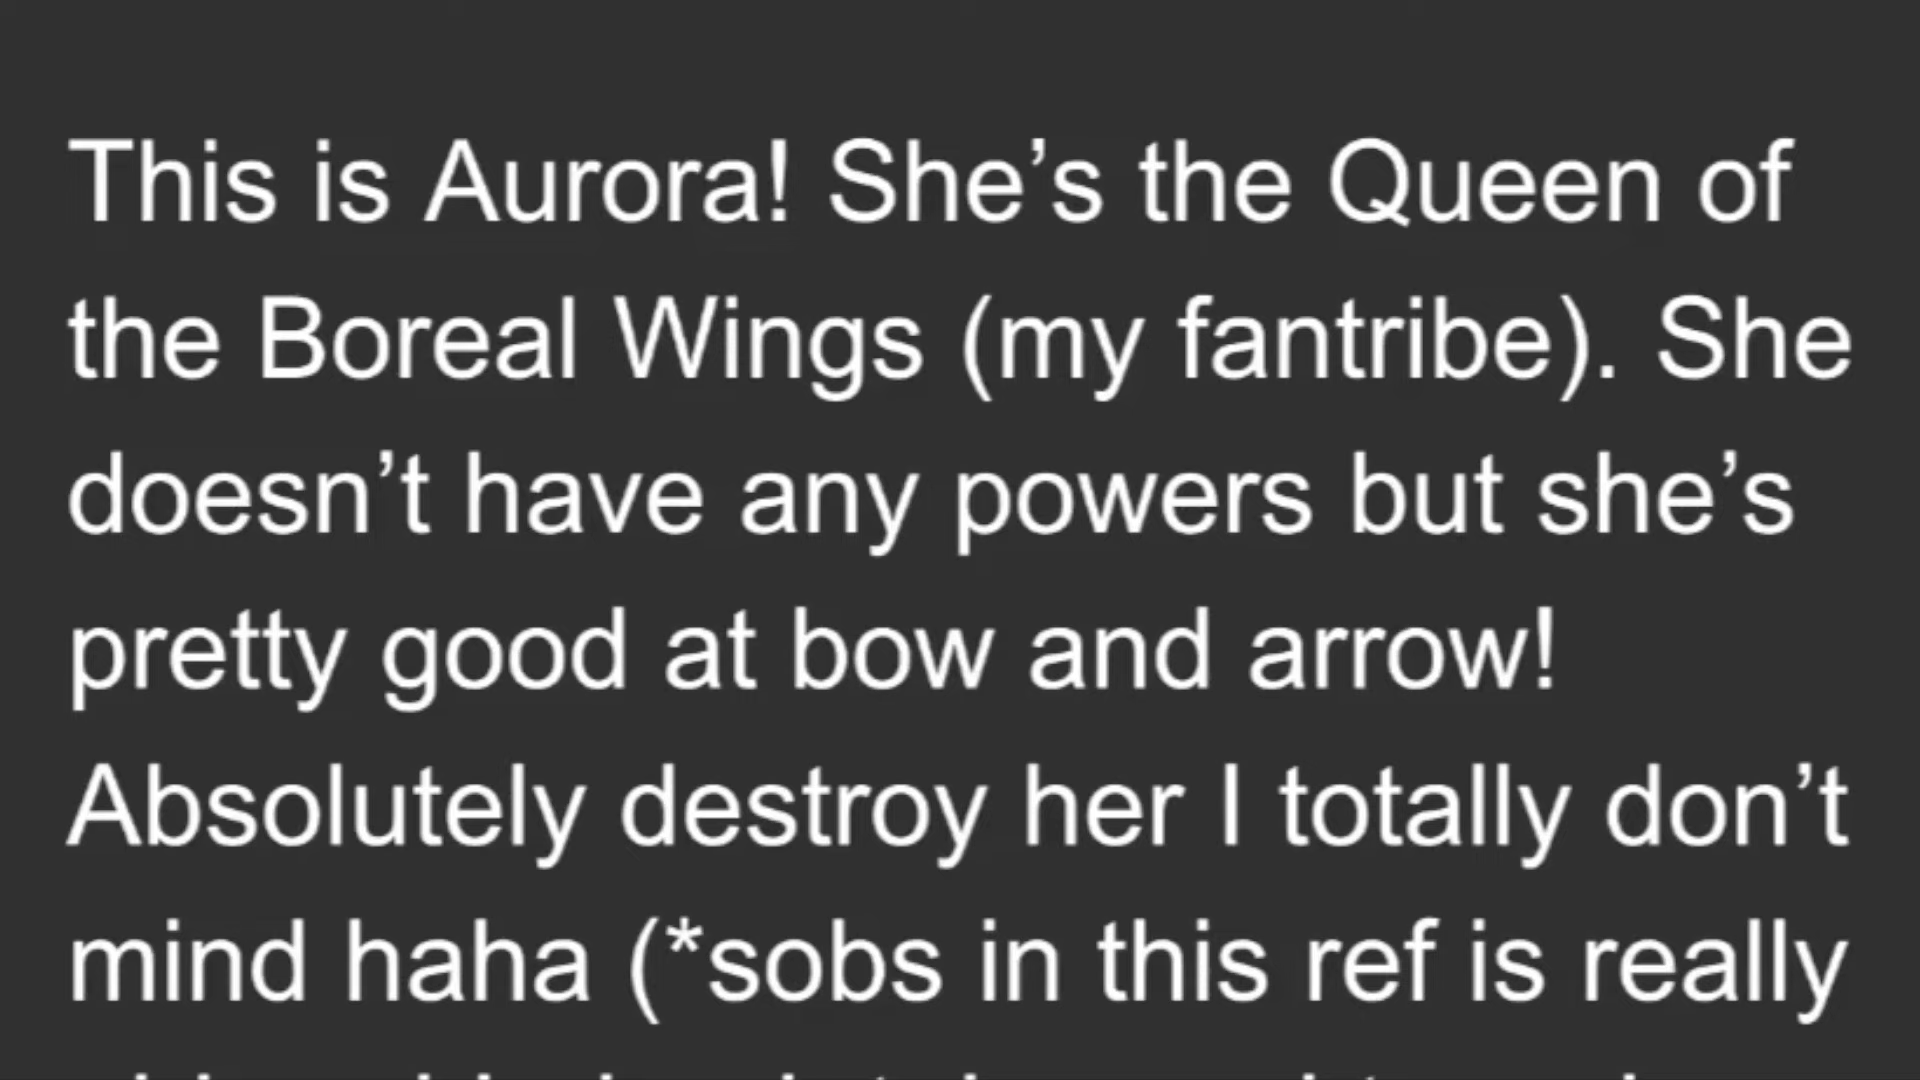 This is Aurora! She’s the Queen of
the Boreal Wings (my fantribe). She
doesn’t have any powers but she’s
pretty good at bow and arrow!
Absolutely destroy her I totally don’t
mind haha (*sobs in this ref is really